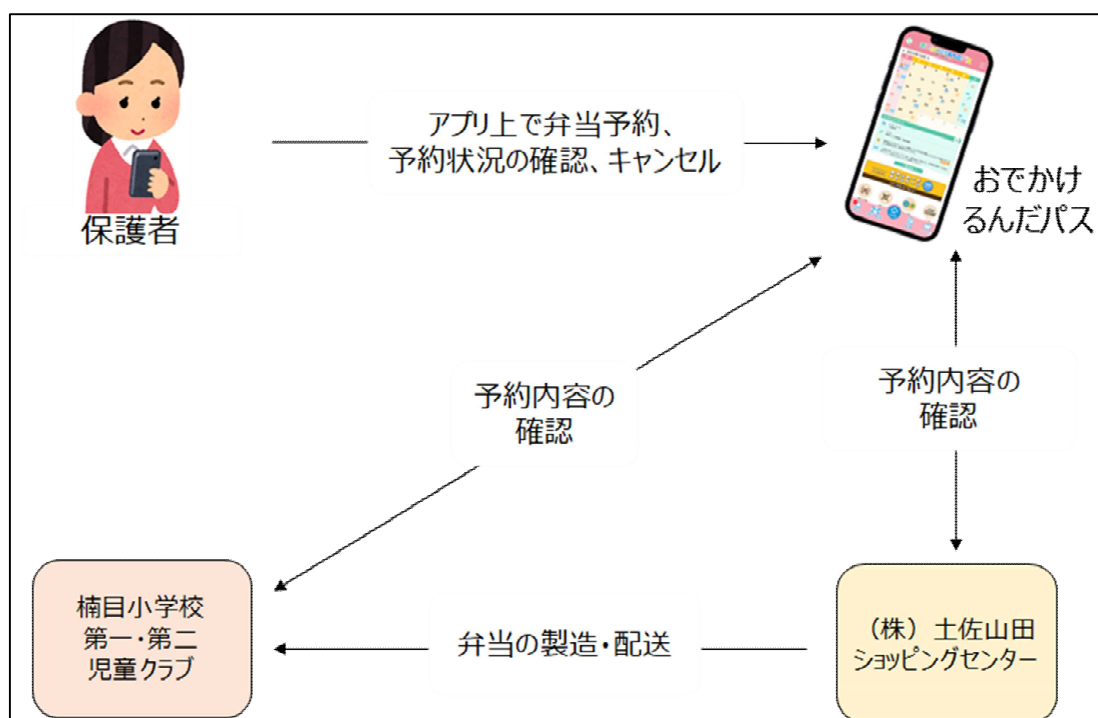 アプリ上で弁当予約、
予約状況の確認、キャンセル
保護者
おでかけ
るんだパス
予約内容の
確認
予約内容の
確認
楠目小学校
第一・第二
児童クラブ
弁当の製造・配送
（株）土佐山田
ショッピングセンター